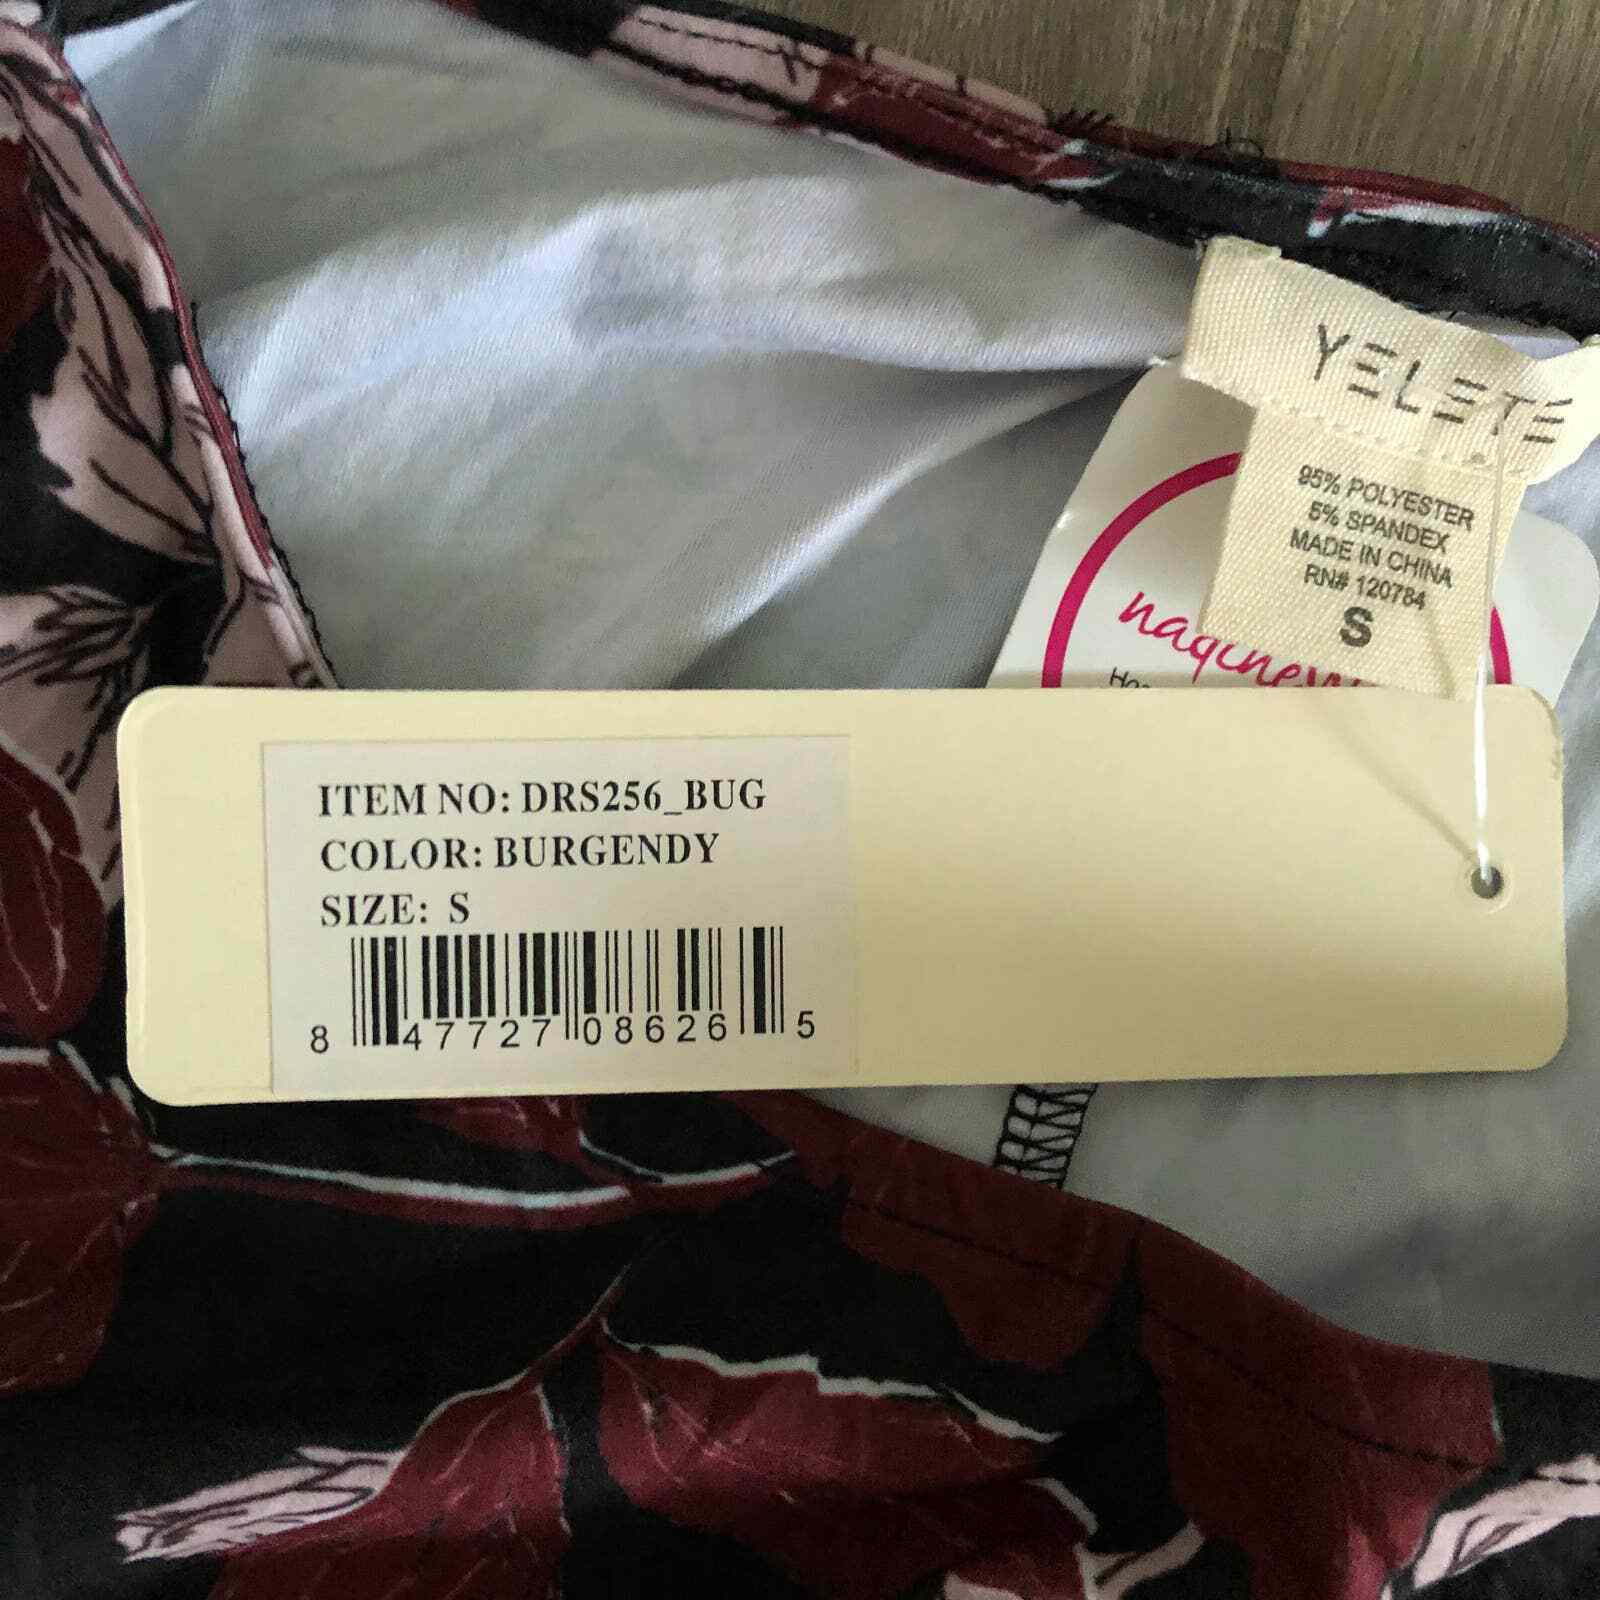 YELETÉ
95% POLYESTER
5% SPANDEX
MADE IN CHINA
RN# 120784
S
ITEM NO: DRS256_BUG
COLOR: BURGENDY
SIZE: S
8 47727 08626 5